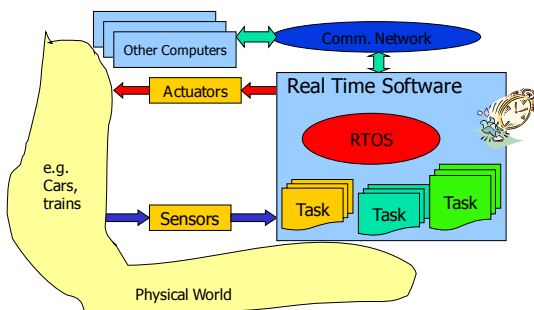 Other Computers
Comm. Network
Actuators
Real Time Software
RTOS
e.g.
Cars,
trains
Sensors
Task
Task
Task
Physical World